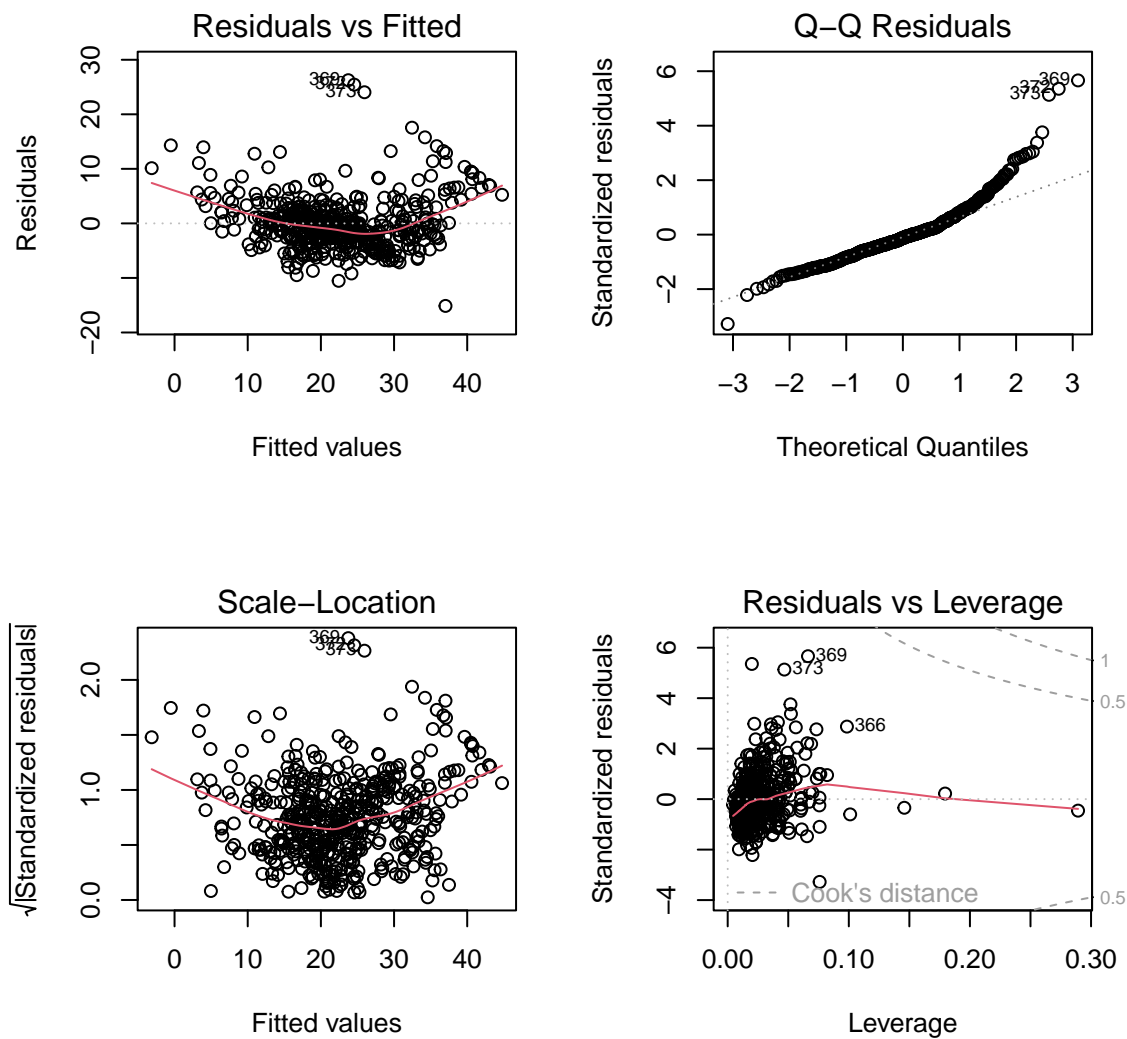 Residuals vs Fitted
Residuals
30
20
10
0
−20
369
372
373
0 10 20 30 40
Fitted values
Q−Q Residuals
Standardized residuals
6
4
2
0
−2
369
372
373
−3 −2 −1 0 1 2 3
Theoretical Quantiles
Scale−Location
√|Standardized residuals|
2.0
1.0
0.0
369
372
373
0 10 20 30 40
Fitted values
Residuals vs Leverage
Standardized residuals
6
4
2
0
−4
369
373
366
1
0.5
0.5
Cook's distance
0.00 0.10 0.20 0.30
Leverage